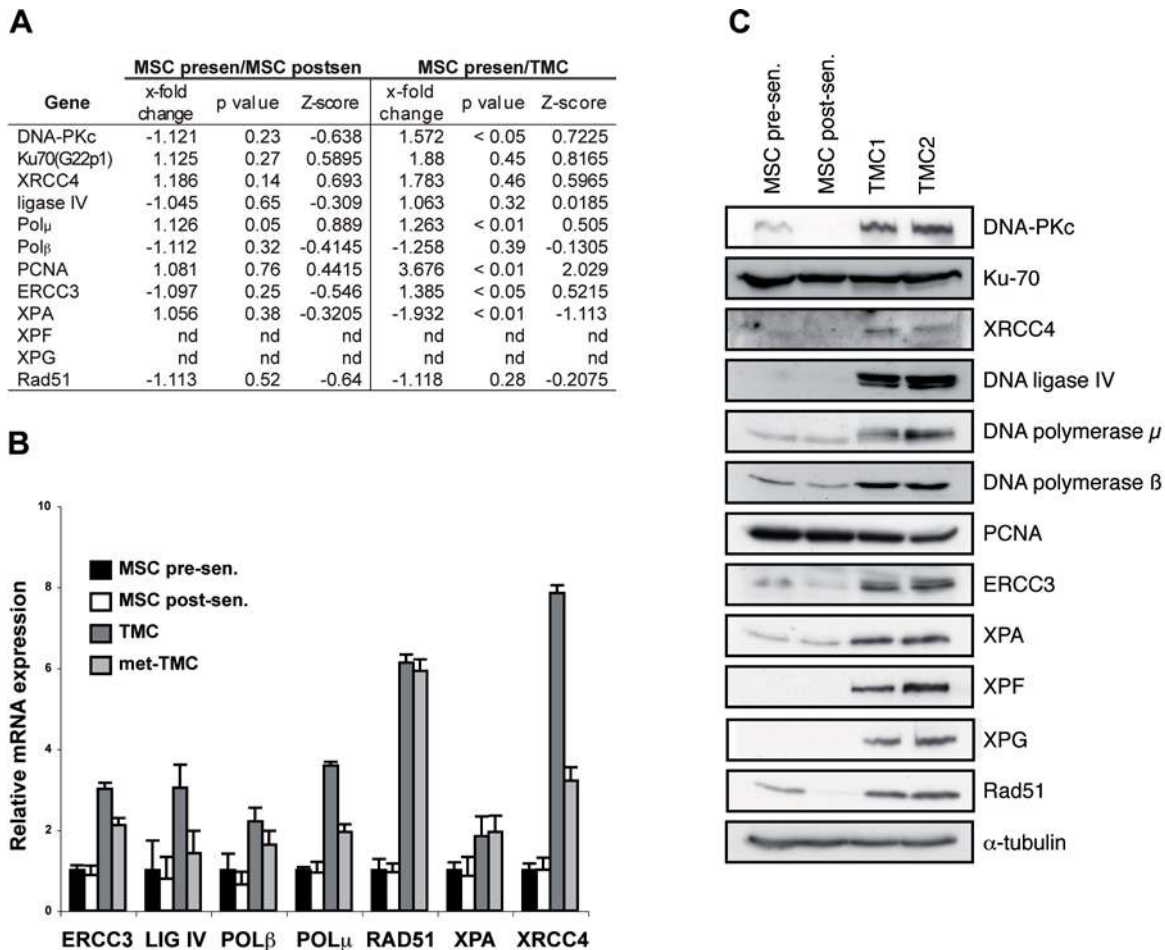 A
MSC presen/MSC postsen MSC presen/TMC
Gene x-fold change p value Z-score x-fold change p value Z-score
DNA-PKc -1.121 0.23 -0.638 1.572 < 0.05 0.7225
Ku70(G22p1) 1.125 0.27 0.5895 1.88 0.45 0.8165
XRCC4 1.186 0.14 0.693 1.783 0.46 0.5965
ligase IV -1.045 0.65 -0.309 1.063 0.32 0.0185
Polμ 1.126 0.05 0.889 1.263 < 0.01 0.505
Polβ -1.112 0.32 -0.4145 -1.258 0.39 -0.1305
PCNA 1.081 0.76 0.4415 3.676 < 0.01 2.029
ERCC3 -1.097 0.25 -0.546 1.385 < 0.05 0.5215
XPA 1.056 0.38 -0.3205 -1.932 < 0.01 -1.113
XPF nd nd nd nd nd nd
XPG nd nd nd nd nd nd
Rad51 -1.113 0.52 -0.64 -1.118 0.28 -0.2075
B
Relative mRNA expression
10
8
6
4
2
0
MSC pre-sen.
MSC post-sen.
TMC
met-TMC
ERCC3 LIG IV POLβ POLμ RAD51 XPA XRCC4
C
MSC pre-sen. MSC post-sen. TMC1 TMC2
DNA-PKc
Ku-70
XRCC4
DNA ligase IV
DNA polymerase μ
DNA polymerase ß
PCNA
ERCC3
XPA
XPF
XPG
Rad51
α-tubulin